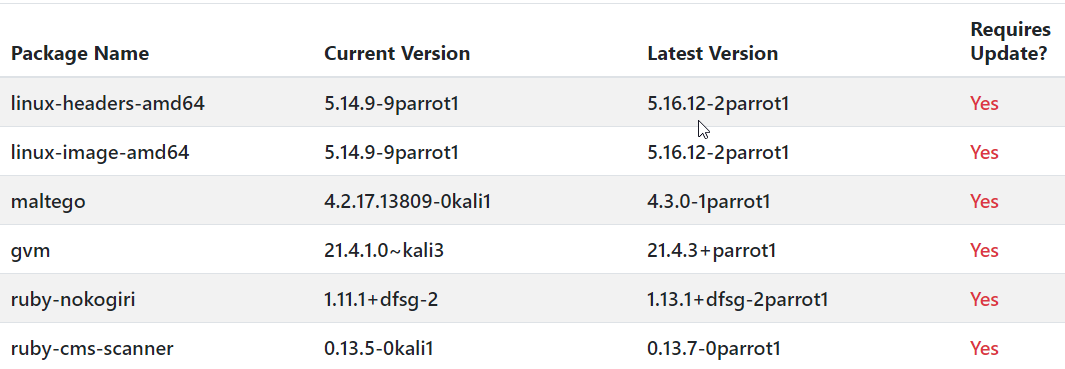 Package Name Current Version Latest Version Requires Update?
linux-headers-amd64 5.14.9-9parrot1 5.16.12-2parrot1 Yes
linux-image-amd64 5.14.9-9parrot1 5.16.12-2parrot1 Yes
maltego 4.2.17.13809-0kali1 4.3.0-1parrot1 Yes
gvm 21.4.1.0~kali3 21.4.3+parrot1 Yes
ruby-nokogiri 1.11.1+dfsg-2 1.13.1+dfsg-2parrot1 Yes
ruby-cms-scanner 0.13.5-0kali1 0.13.7-0parrot1 Yes